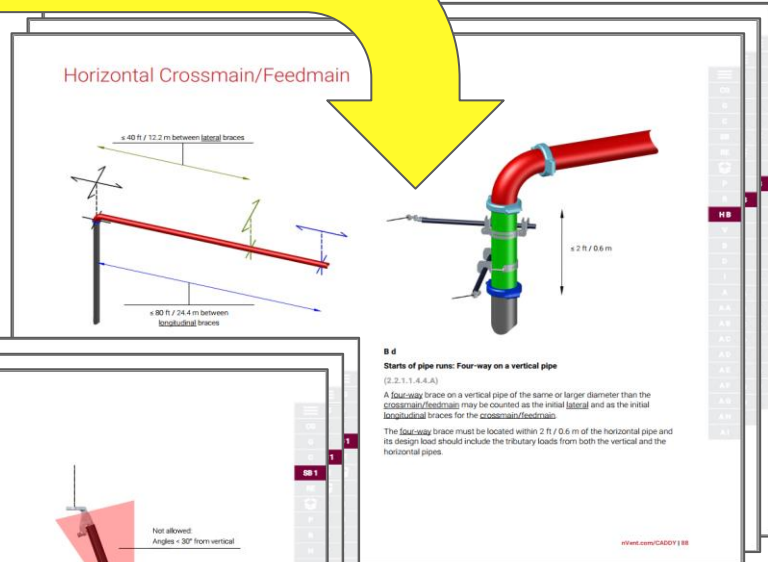 Horizontal Crossmain/Feedmain
≤ 40 ft / 12.2 m between lateral braces
≤ 2 ft / 0.6 m
≤ 80 ft / 24.4 m between
longitudinal braces
B d
Starts of pipe runs: Four-way on a vertical pipe
(2.2.1.1.4.4.A)
A four-way brace on a vertical pipe of the same or larger diameter than the
crossmain/feedmain may be counted as the initial lateral and as the initial
longitudinal braces for the crossmain/feedmain.
The four-way brace must be located within 2 ft / 0.6 m of the horizontal pipe and
its design load should include the tributary loads from both the vertical and the
horizontal pipes.
nVent.com/CADDY | 88
HB
SB 1
1
1
Not allowed
Angles < 30° from vertical